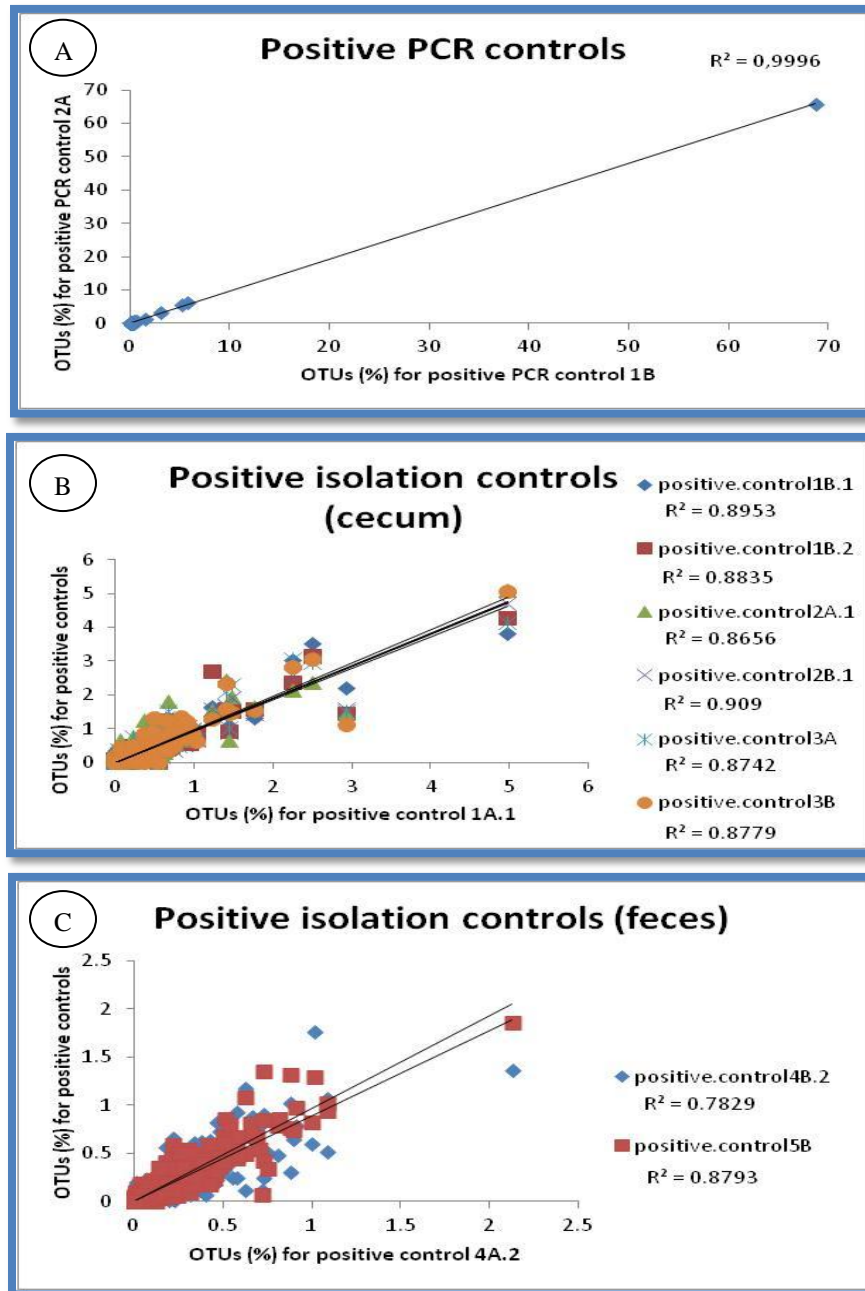 A
Positive PCR controls
R² = 0,9996
OTUs (%) for positive PCR control 2A
70
60
50
40
30
20
10
0
0 10 20 30 40 50 60 70
OTUs (%) for positive PCR control 1B
B
Positive isolation controls
(cecum)
OTUs (%) for positive controls
6
5
4
3
2
1
0
0 1 2 3 4 5 6
OTUs (%) for positive control 1A.1
positive.control1B.1
R² = 0.8953
positive.control1B.2
R² = 0.8835
positive.control2A.1
R² = 0.8656
positive.control2B.1
R² = 0.909
positive.control3A
R² = 0.8742
positive.control3B
R² = 0.8779
C
Positive isolation controls (feces)
OTUs (%) for positive controls
2.5
2
1.5
1
0.5
0
0 0.5 1 1.5 2 2.5
OTUs (%) for positive control 4A.2
positive.control4B.2
R² = 0.7829
positive.control5B
R² = 0.8793